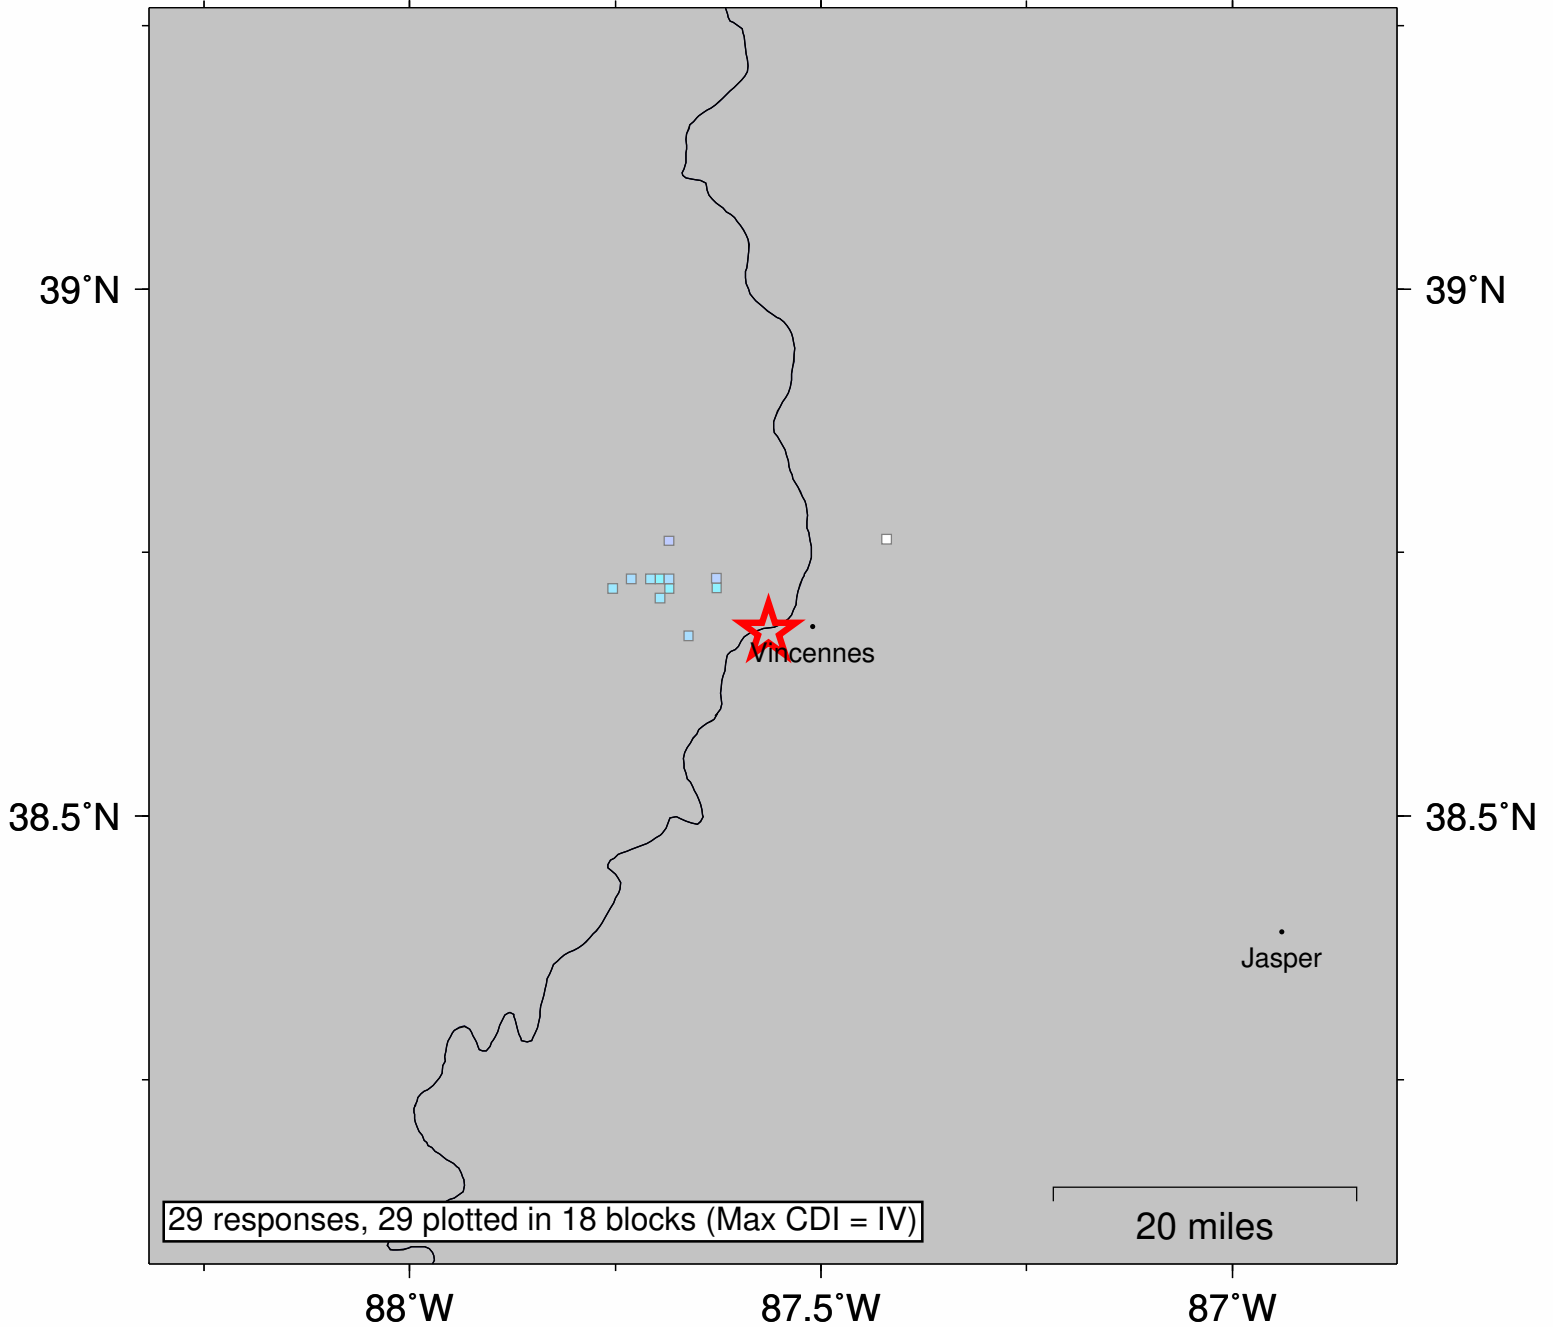 39°N
39°N
Vincennes
38.5°N
38.5°N
Jasper
29 responses, 29 plotted in 18 blocks (Max CDI = IV)
20 miles
88°W
87.5°W
87°W